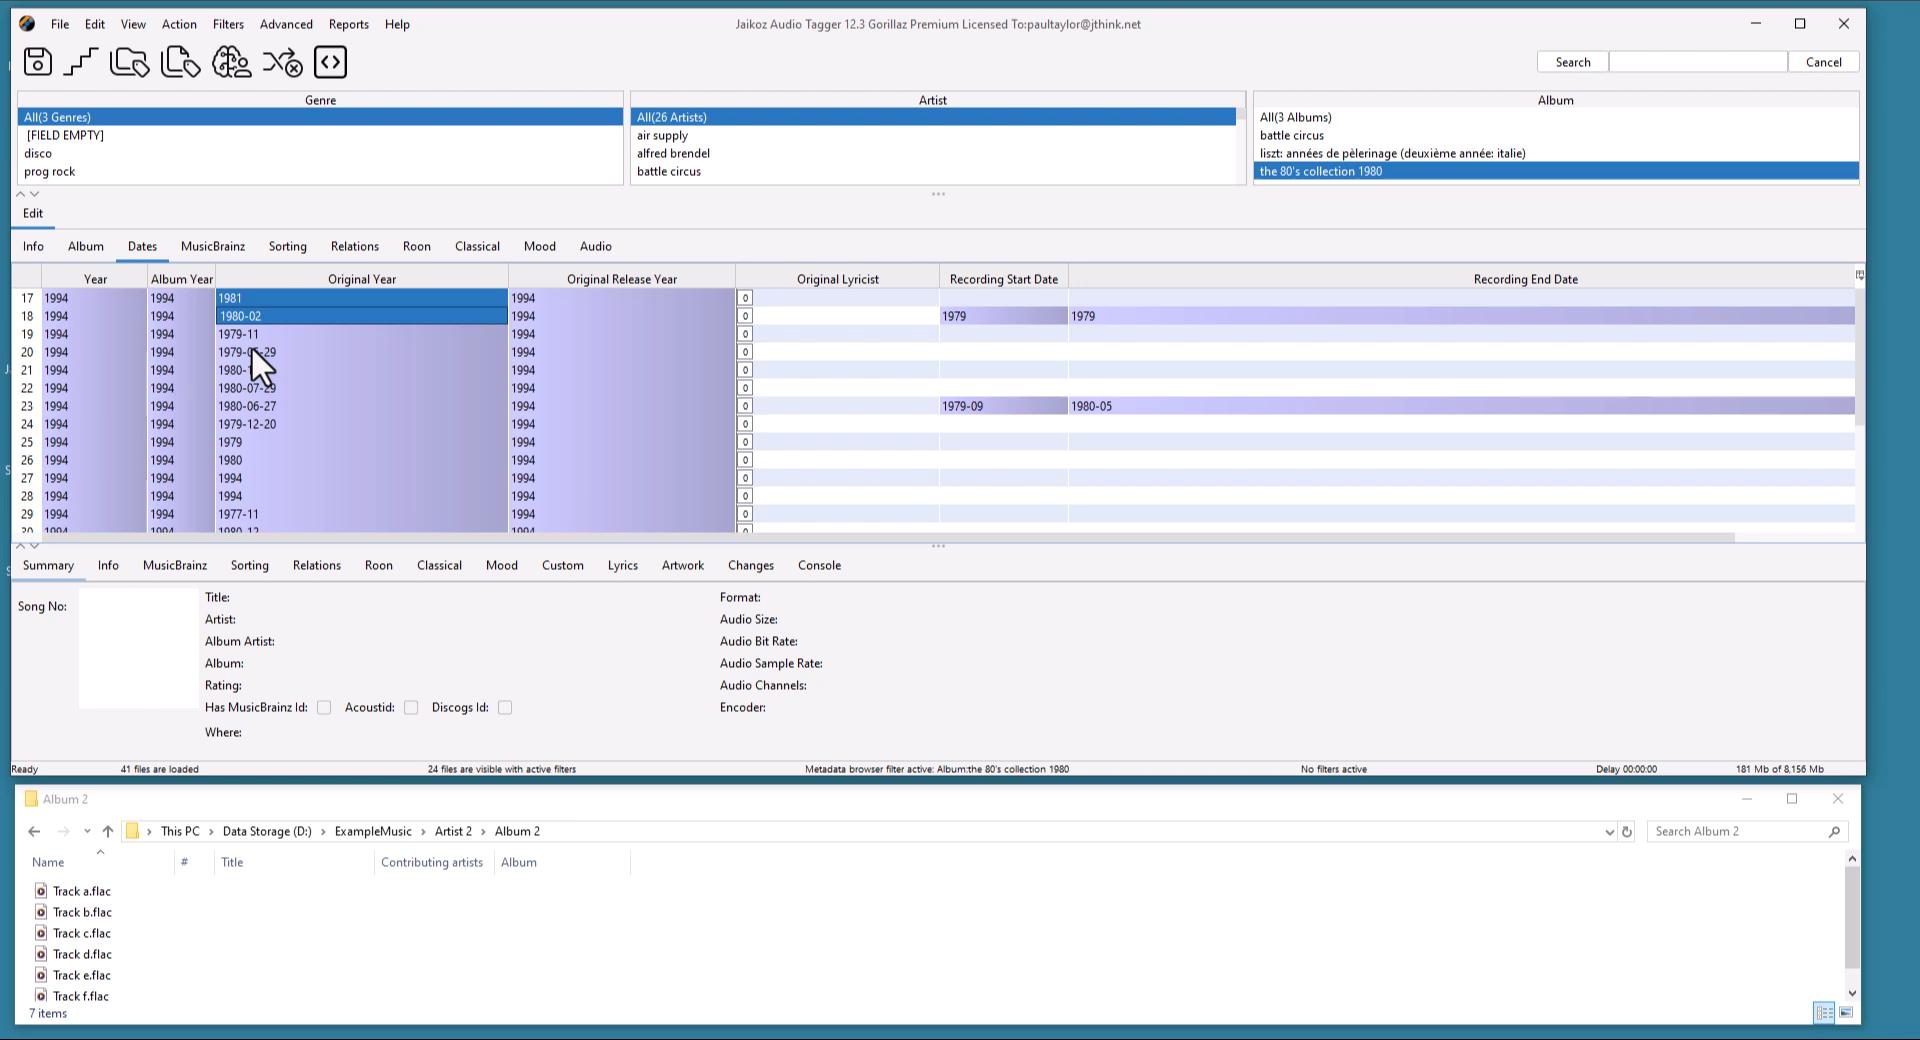 File Edit View Action Filters Advanced Reports Help
Jaikoz Audio Tagger 12.3 Gorillaz Premium Licensed To:paultaylor@jthink.net
Search Cancel
Genre Artist Album
All(3 Genres) All(26 Artists) All(3 Albums)
[FIELD EMPTY] air supply battle circus
disco alfred brendel liszt: années de pèlerinage (deuxième année: italie)
prog rock battle circus the 80's collection 1980
Edit
Info Album Dates MusicBrainz Sorting Relations Roon Classical Mood Audio
Year Album Year Original Year Original Release Year Original Lyricist Recording Start Date Recording End Date
17 1994 1994 1981 1994 0
18 1994 1994 1980-02 1994 0 1979 1979
19 1994 1994 1979-11 1994 0
20 1994 1994 1979- -29 1994 0
21 1994 1994 1980- 1994 0
22 1994 1994 1980-07-29 1994 0
23 1994 1994 1980-06-27 1994 0 1979-09 1980-05
24 1994 1994 1979-12-20 1994 0
25 1994 1994 1979 1994 0
26 1994 1994 1980 1994 0
27 1994 1994 1994 1994 0
28 1994 1994 1994 1994 0
29 1994 1994 1977-11 1994 0
30 1994 1994 1980-12 1994 0
Summary Info MusicBrainz Sorting Relations Roon Classical Mood Custom Lyrics Artwork Changes Console
Song No:
Title: Format:
Artist: Audio Size:
Album Artist: Audio Bit Rate:
Album: Audio Sample Rate:
Rating: Audio Channels:
Has MusicBrainz Id: Acoustid: Discogs Id: Encoder:
Where:
Ready 41 files are loaded 24 files are visible with active filters Metadata browser filter active: Album:the 80's collection 1980 No filters active Delay 00:00:00 181 Mb of 8,156 Mb
Album 2
This PC Data Storage (D:) ExampleMusic Artist 2 Album 2 Search Album 2
Name # Title Contributing artists Album
Track a.flac
Track b.flac
Track c.flac
Track d.flac
Track e.flac
Track f.flac
7 items